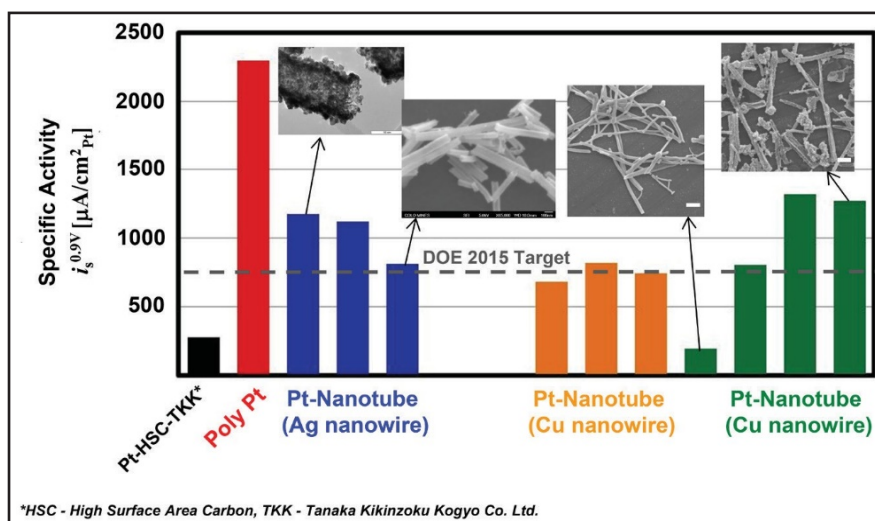 2500
2000
1500
1000
500
Specific Activity
i_s^0.9V [µA/cm²Pt]
DOE 2015 Target
Pt-HSC-TKK*
Poly Pt
Pt-Nanotube
(Ag nanowire)
Pt-Nanotube
(Cu nanowire)
Pt-Nanotube
(Cu nanowire)
*HSC - High Surface Area Carbon, TKK - Tanaka Kikinzoku Kogyo Co. Ltd.